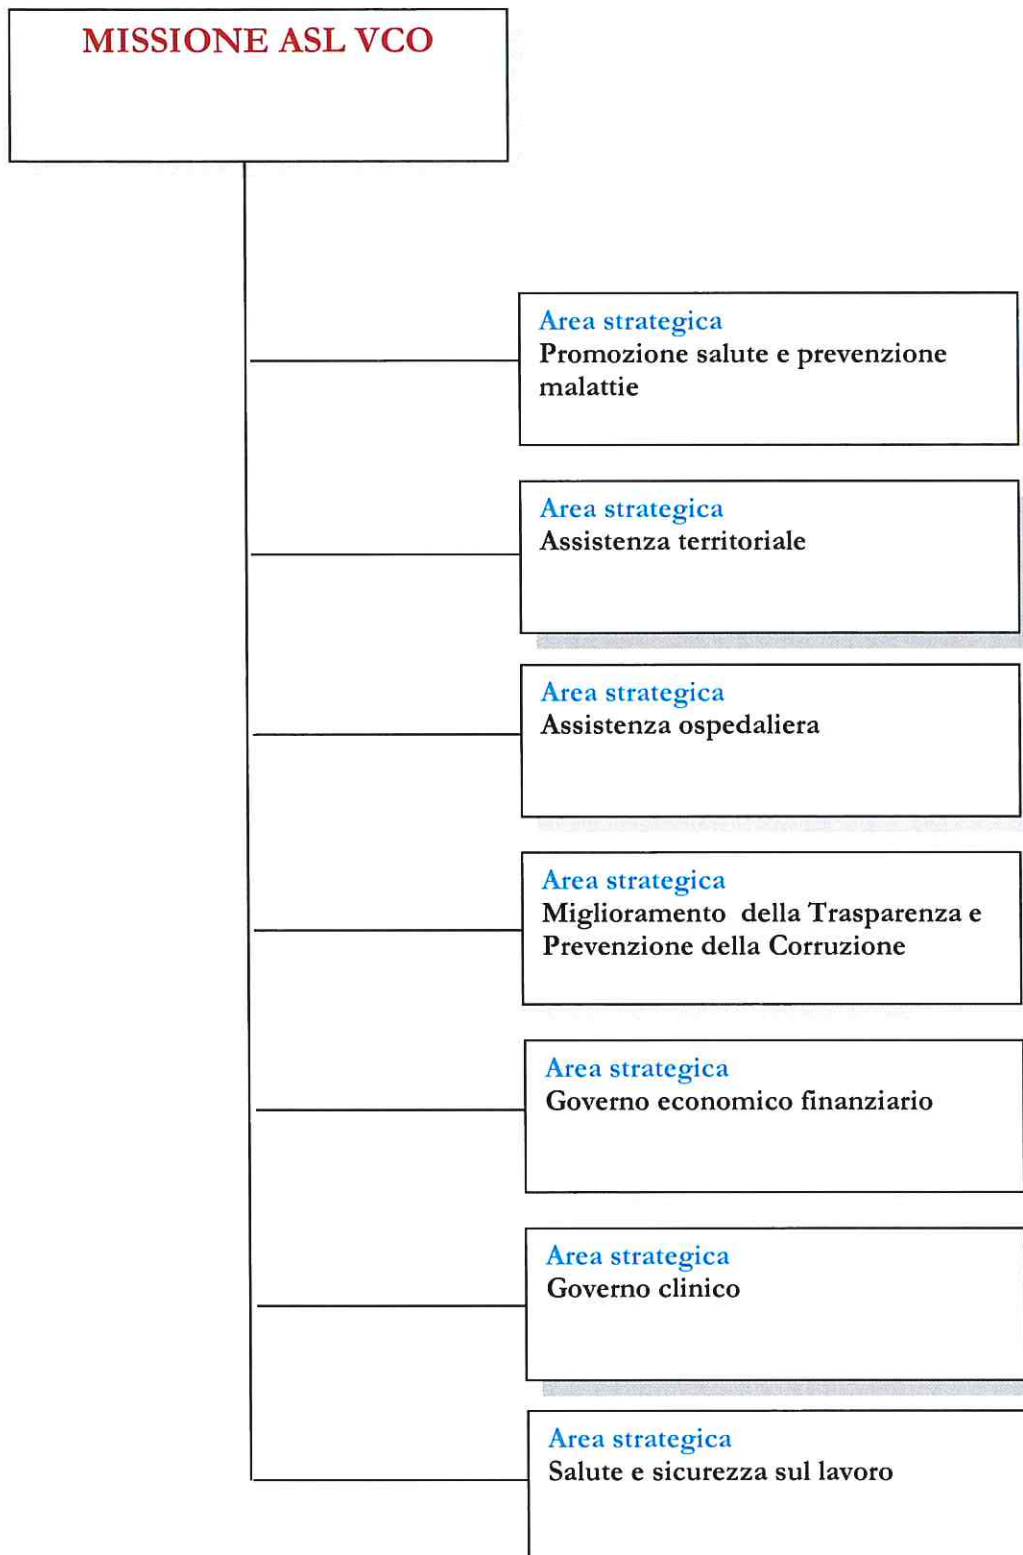 MISSIONE ASL VCO
Area strategica
Promozione salute e prevenzione
malattie
Area strategica
Assistenza territoriale
Area strategica
Assistenza ospedaliera
Area strategica
Miglioramento della Trasparenza e
Prevenzione della Corruzione
Area strategica
Governo economico finanziario
Area strategica
Governo clinico
Area strategica
Salute e sicurezza sul lavoro